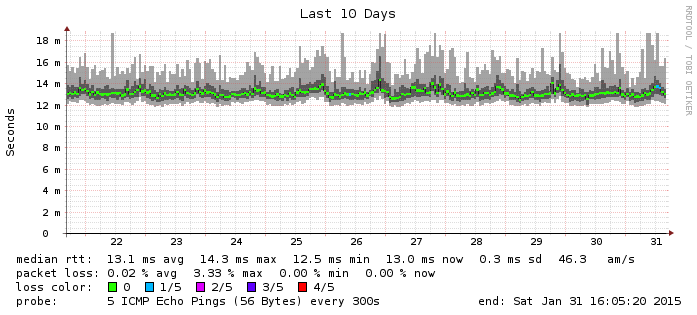 Last 10 Days
RRDTOOL / TOBI OETIKER
Seconds
18 m
16 m
14 m
12 m
10 m
8 m
6 m
4 m
2 m
0
22 23 24 25 26 27 28 29 30 31
median rtt: 13.1 ms avg 14.3 ms max 12.5 ms min 13.0 ms now 0.3 ms sd 46.3 am/s
packet loss: 0.02 % avg 3.33 % max 0.00 % min 0.00 % now
loss color: 0 1/5 2/5 3/5 4/5
probe: 5 ICMP Echo Pings (56 Bytes) every 300s end: Sat Jan 31 16:05:20 2015